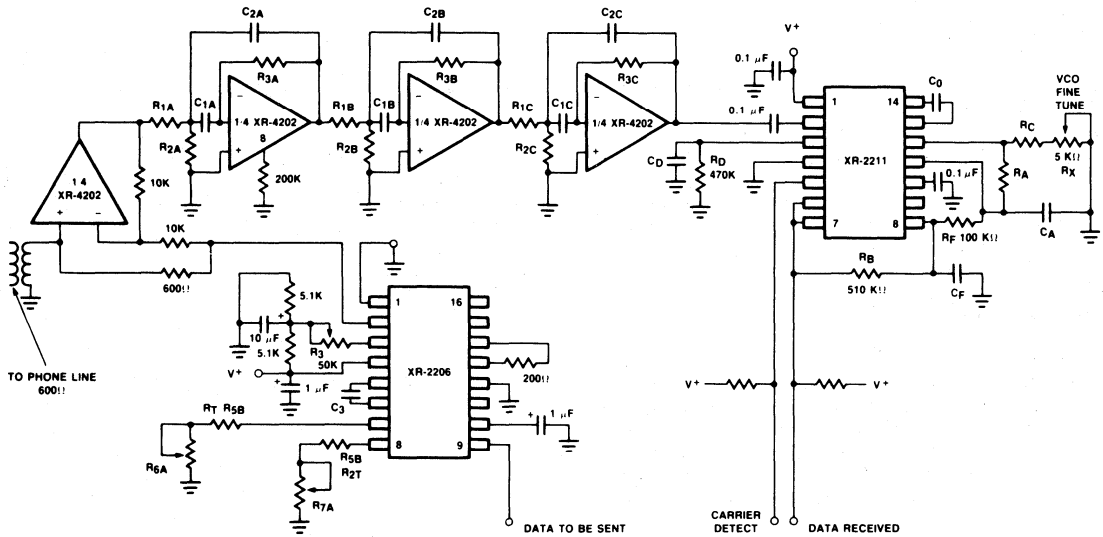 C2A
C2B
C2C
R3A
R3B
R3C
R1A
C1A
R1B
C1B
R1C
C1C
1/4 XR-4202
1/4 XR-4202
1/4 XR-4202
8
R2A
R2B
R2C
200K
1 4
XR-4202
10K
10K
600Ω
TO PHONE LINE
600Ω
V+
0.1 µF
0.1 µF
CD
RD
470K
1
14
XR-2211
7
8
C0
VCO
FINE
TUNE
RC
5 KΩ
RX
RA
0.1 µF
CA
RF 100 KΩ
RB
510 KΩ
CF
V+
V+
CARRIER
DETECT
DATA RECEIVED
5.1K
+
10 µF
5.1K
R3
50K
V+
+
1 µF
C3
1
16
XR-2206
8
9
200Ω
+
1 µF
RT R5B
R6A
R5B
R2T
R7A
DATA TO BE SENT